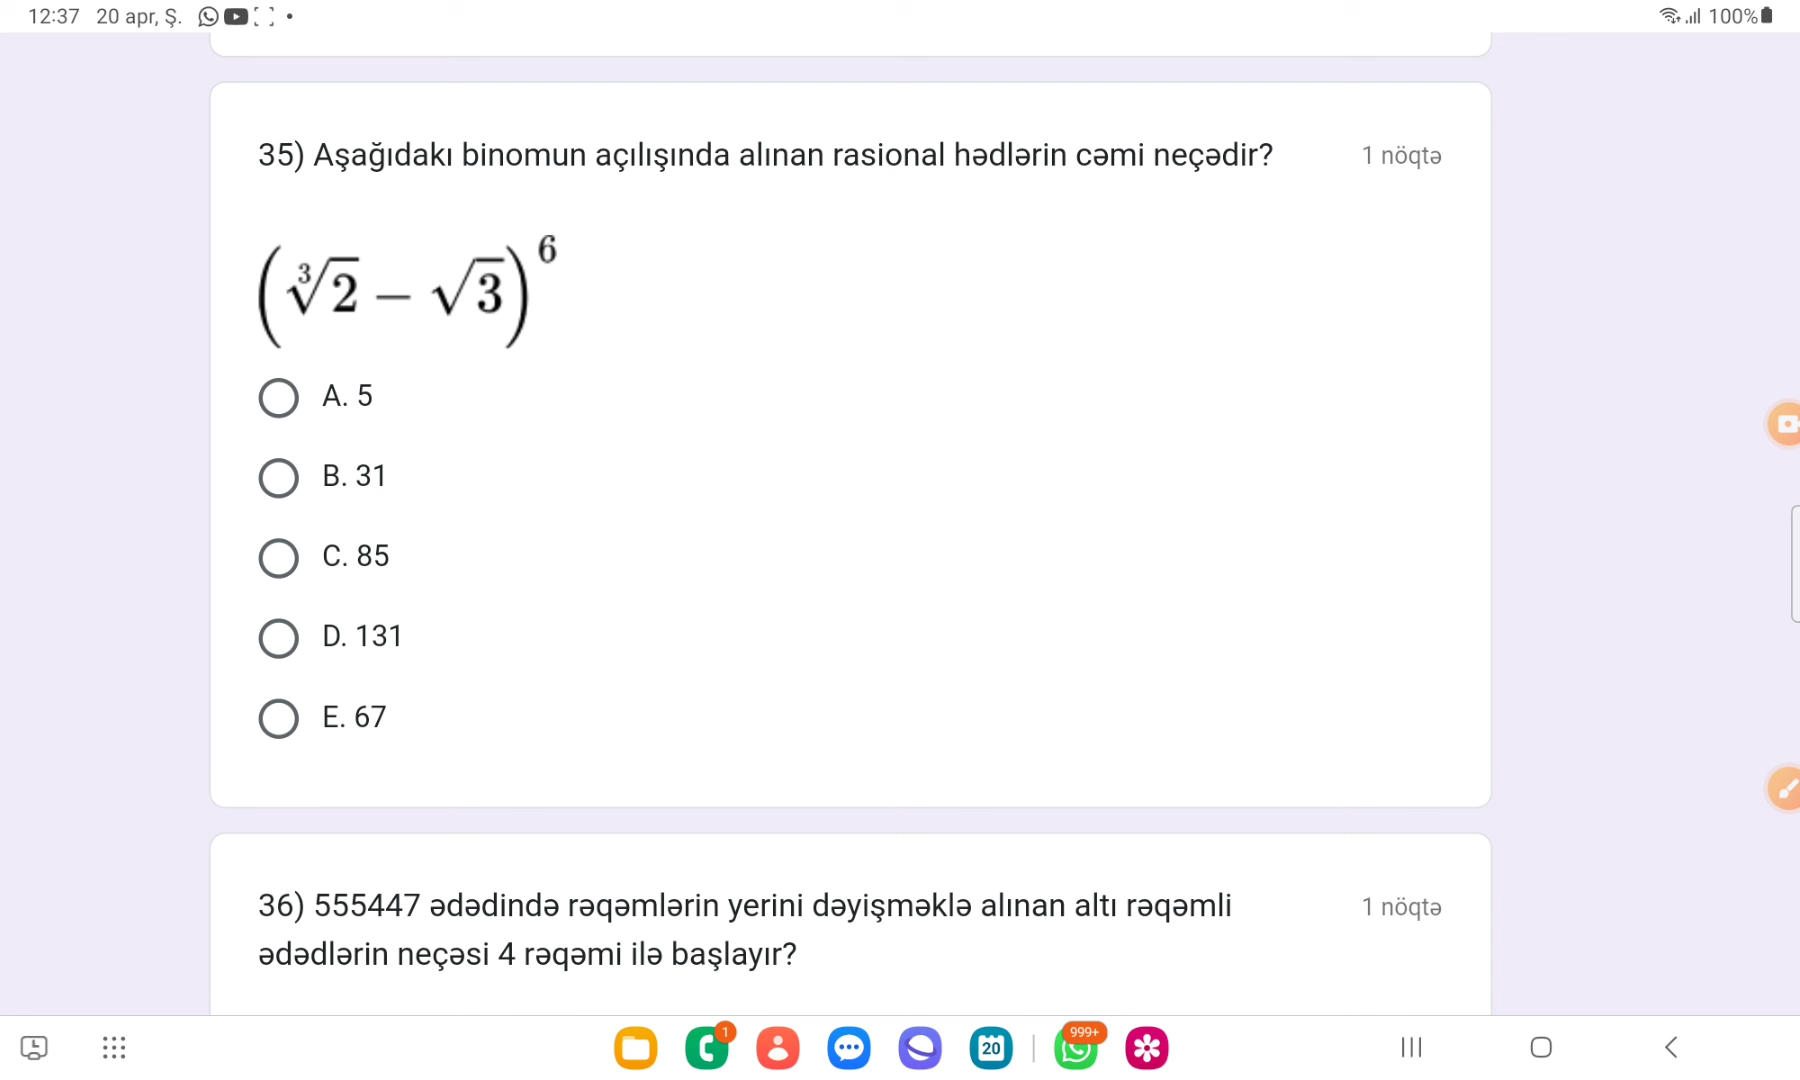 12:37 20 apr, Ş. 100%
35) Aşağıdakı binomun açılışında alınan rasional hədlərin cəmi neçədir? 1 nöqtə
(∛2 − √3)⁶
A. 5
B. 31
C. 85
D. 131
E. 67
36) 555447 ədədində rəqəmlərin yerini dəyişməklə alınan altı rəqəmli 1 nöqtə
ədədlərin neçəsi 4 rəqəmi ilə başlayır?
1 20 999+